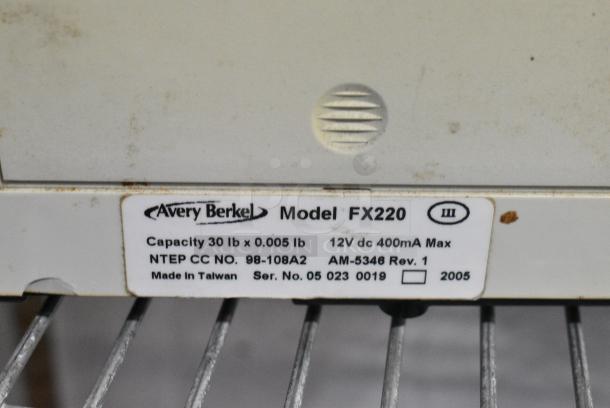 Avery Berkel Model FX220 III
Capacity 30 lb x 0.005 lb 12V dc 400mA Max
NTEP CC NO. 98-108A2 AM-5346 Rev. 1
Made in Taiwan Ser. No. 05 023 0019 2005